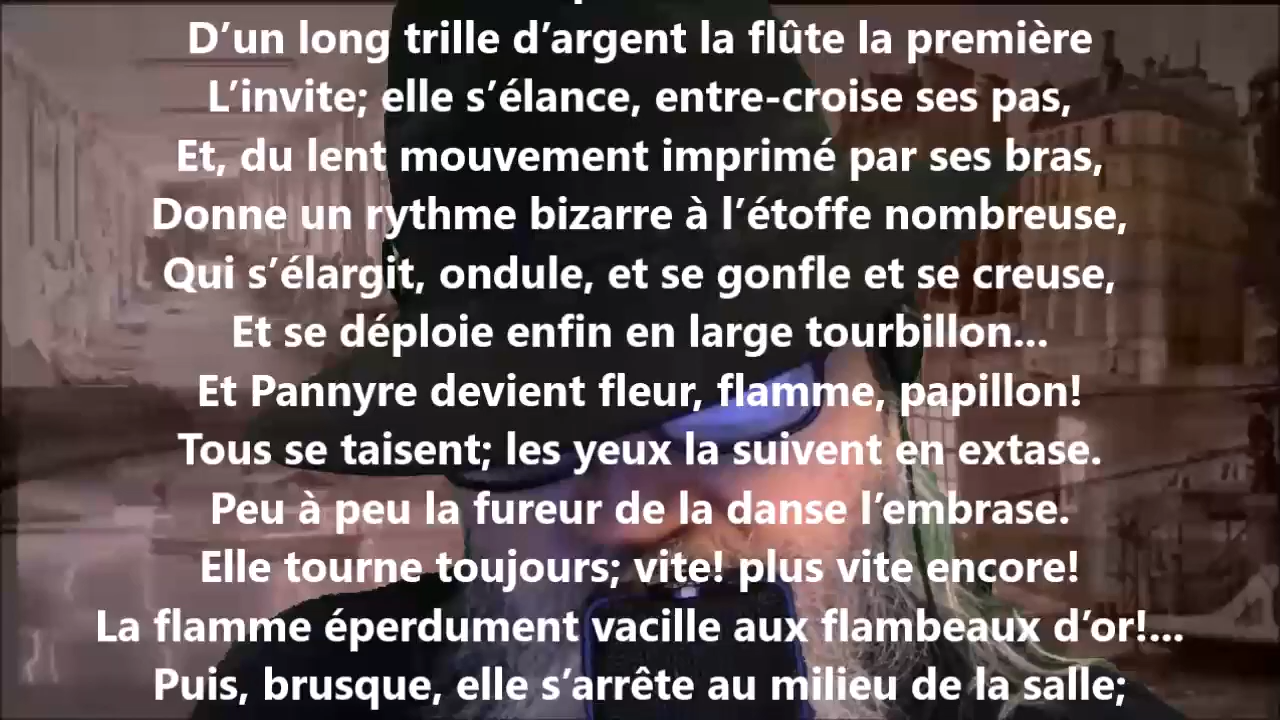 D’un long trille d’argent la flûte la première
L’invite; elle s’élance, entre-croise ses pas,
Et, du lent mouvement imprimé par ses bras,
Donne un rythme bizarre à l’étoffe nombreuse,
Qui s’élargit, ondule, et se gonfle et se creuse,
Et se déploie enfin en large tourbillon...
Et Pannyre devient fleur, flamme, papillon!
Tous se taisent; les yeux la suivent en extase.
Peu à peu la fureur de la danse l’embrase.
Elle tourne toujours; vite! plus vite encore!
La flamme éperdument vacille aux flambeaux d’or!...
Puis, brusque, elle s’arrête au milieu de la salle;